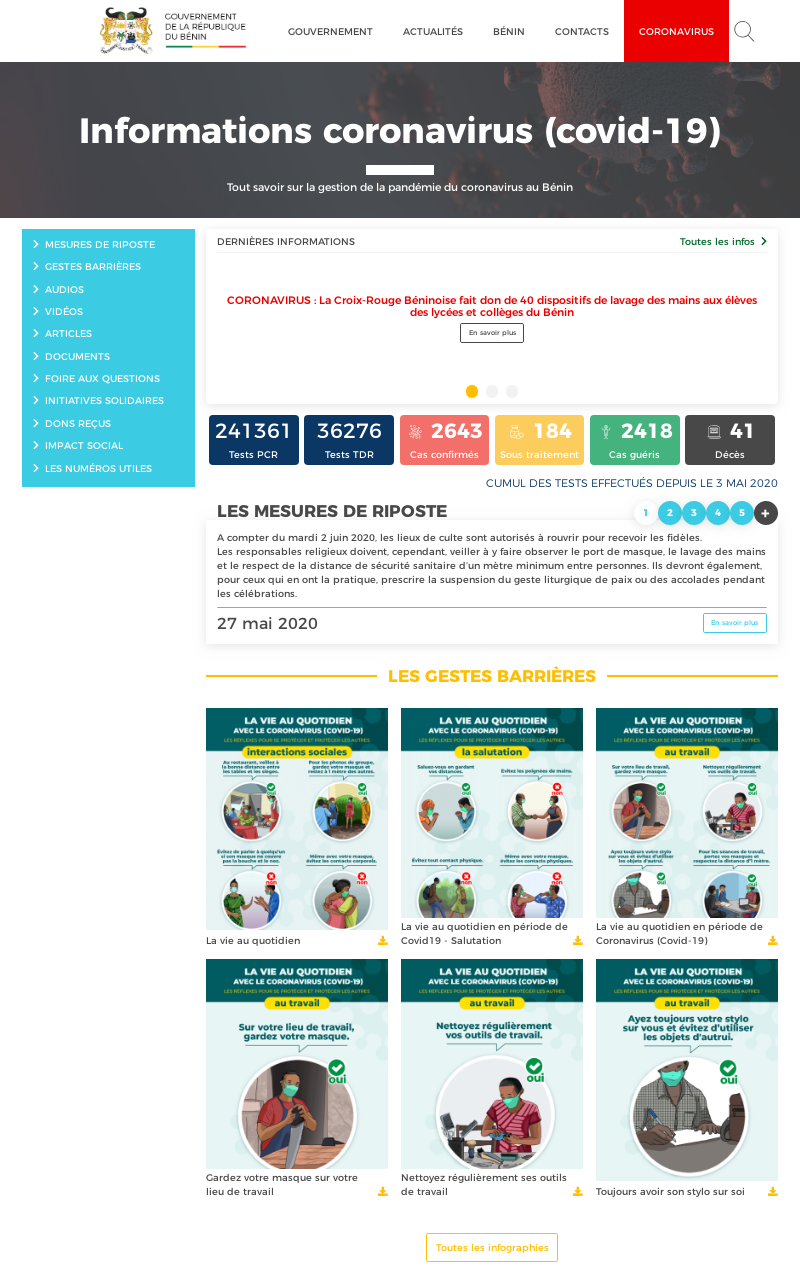 GOUVERNEMENT
DE LA RÉPUBLIQUE
DU BÉNIN
GOUVERNEMENT
ACTUALITÉS
BÉNIN
CONTACTS
CORONAVIRUS
Informations coronavirus (covid-19)
Tout savoir sur la gestion de la pandémie du coronavirus au Bénin
MESURES DE RIPOSTE
GESTES BARRIÈRES
AUDIOS
VIDÉOS
ARTICLES
DOCUMENTS
FOIRE AUX QUESTIONS
INITIATIVES SOLIDAIRES
DONS REÇUS
IMPACT SOCIAL
LES NUMÉROS UTILES
DERNIÈRES INFORMATIONS
Toutes les infos
CORONAVIRUS : La Croix-Rouge Béninoise fait don de 40 dispositifs de lavage des mains aux élèves
des lycées et collèges du Bénin
En savoir plus
241361
Tests PCR
36276
Tests TDR
2643
Cas confirmés
184
Sous traitement
2418
Cas guéris
41
Décès
CUMUL DES TESTS EFFECTUÉS DEPUIS LE 3 MAI 2020
LES MESURES DE RIPOSTE
1
2
3
4
5
+
A compter du mardi 2 juin 2020, les lieux de culte sont autorisés à rouvrir pour recevoir les fidèles.
Les responsables religieux doivent, cependant, veiller à y faire observer le port de masque, le lavage des mains
et le respect de la distance de sécurité sanitaire d'un mètre minimum entre personnes. Ils devront également,
pour ceux qui en ont la pratique, prescrire la suspension du geste liturgique de paix ou des accolades pendant
les célébrations.
27 mai 2020
En savoir plus
LES GESTES BARRIÈRES
LA VIE AU QUOTIDIEN
AVEC LE CORONAVIRUS (COVID-19)
LES RÉFLEXES POUR SE PROTÉGER ET PROTÉGER LES AUTRES
interactions sociales
Au restaurant, veillez à
la bonne distance entre
les tables et les sièges.
Pour les photos de groupe,
gardez votre masque et
restez à 1 mètre des autres.
oui
oui
Évitez de parler à quelqu'un
si son masque ne couvre
pas la bouche et le nez.
Même avec votre masque,
évitez les contacts corporels.
non
non
La vie au quotidien
LA VIE AU QUOTIDIEN
AVEC LE CORONAVIRUS (COVID-19)
LES RÉFLEXES POUR SE PROTÉGER ET PROTÉGER LES AUTRES
la salutation
Saluez-vous en gardant
vos distances.
Évitez les poignées de mains.
oui
non
Évitez tout contact physique.
Même avec votre masque,
évitez les contacts physiques.
non
non
La vie au quotidien en période de
Covid19 - Salutation
LA VIE AU QUOTIDIEN
AVEC LE CORONAVIRUS (COVID-19)
LES RÉFLEXES POUR SE PROTÉGER ET PROTÉGER LES AUTRES
au travail
Sur votre lieu de travail,
gardez votre masque.
Nettoyez régulièrement
vos outils de travail.
oui
oui
Ayez toujours votre stylo
sur vous et évitez d'utiliser
les objets d'autrui.
Pour les séances de travail,
portez vos masques et
respectez la distance d'1 mètre.
oui
oui
La vie au quotidien en période de
Coronavirus (Covid-19)
LA VIE AU QUOTIDIEN
AVEC LE CORONAVIRUS (COVID-19)
LES RÉFLEXES POUR SE PROTÉGER ET PROTÉGER LES AUTRES
au travail
Sur votre lieu de travail,
gardez votre masque.
oui
Gardez votre masque sur votre
lieu de travail
LA VIE AU QUOTIDIEN
AVEC LE CORONAVIRUS (COVID-19)
LES RÉFLEXES POUR SE PROTÉGER ET PROTÉGER LES AUTRES
au travail
Nettoyez régulièrement
vos outils de travail.
oui
Nettoyez régulièrement ses outils
de travail
LA VIE AU QUOTIDIEN
AVEC LE CORONAVIRUS (COVID-19)
LES RÉFLEXES POUR SE PROTÉGER ET PROTÉGER LES AUTRES
au travail
Ayez toujours votre stylo
sur vous et évitez d'utiliser
les objets d'autrui.
oui
Toujours avoir son stylo sur soi
Toutes les infographies